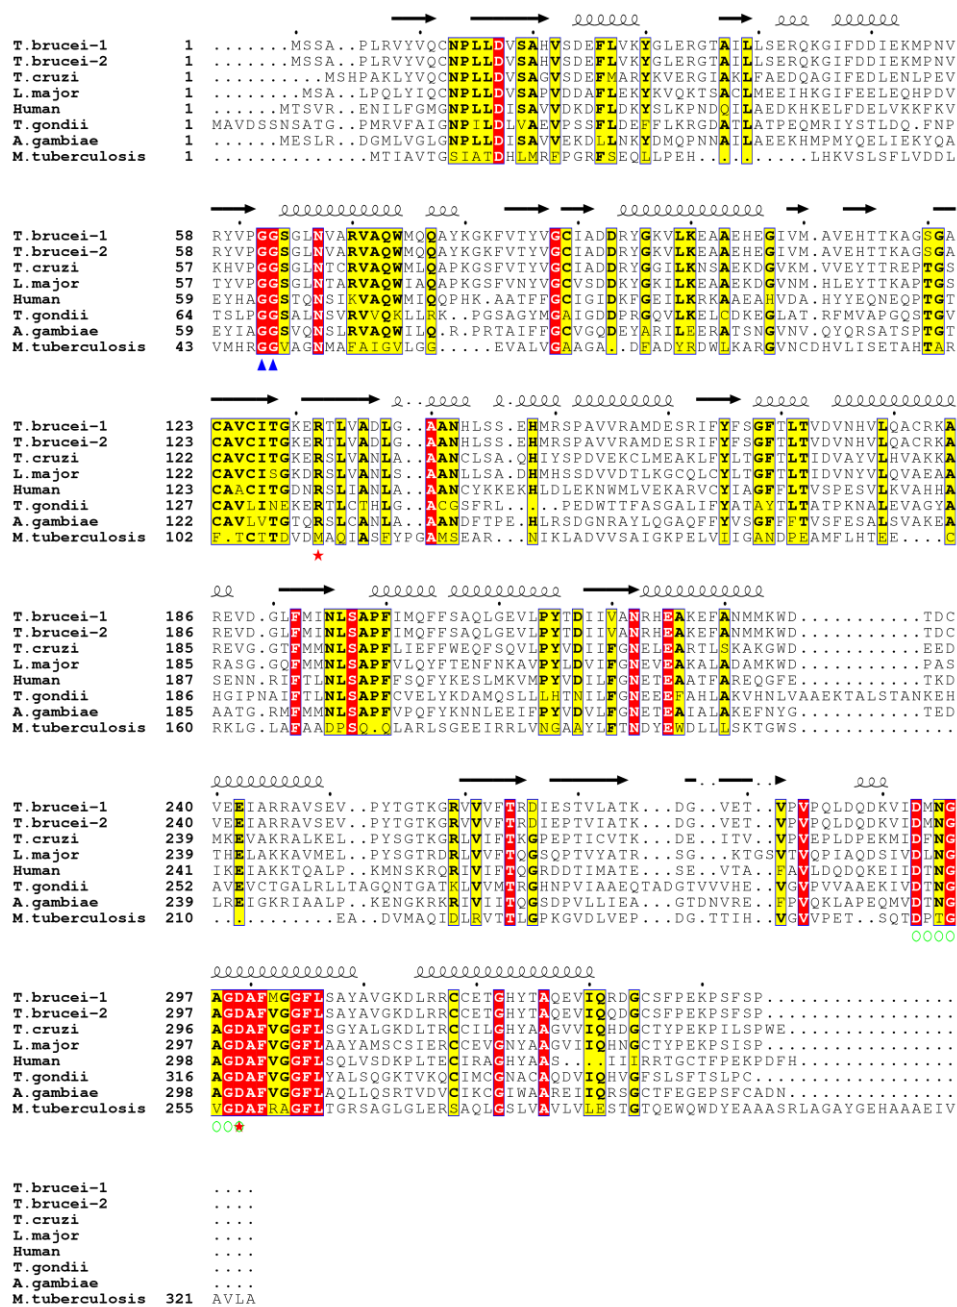 T.brucei-1 1 .......MSSA..PLRVYVQCNPLLDVSAHVSDEFLVKYGLERGTAILLSERQKGIFDDIEKMPNV
T.brucei-2 1 .......MSSA..PLRVYVQCNPLLDVSAHVSDEFLVKYGLERGTAILLSERQKGIFDDIEKMPNV
T.cruzi 1 ..........MSHPAKLYVQCNPLLDVSAGVSDEFMARYKVERGTAKLFAEDQAGIFEDLENLPEV
L.major 1 ........MSA..LPQLYIQCNPLLDVSAPVDDAFLEKYKVQKTSACLMEEIHKGIFEELEQHPDV
Human 1 ......MTSVR..ENILFGMGNPLLDISAVVDKDFLDKYSLKPNDQILAEDKHKELFDELVKKFKV
T.gondii 1 MAVDSSNSATG..PMRVFAIGNPILDLVAEVPSSFLDEFFLKRGDATLATPEQMRIYSTLDQ.FNP
A.gambiae 1 ......MESLR..DGMLVGLGNPLLDISAVVEKDLLNKYDMQPNNAILAEEKHMPMYQELIEKYQA
M.tuberculosis 1 ..............MTIAVTGSIATDHLMRFPGRFSEQLLPEH.......LHKVSLSFLVDDL
T.brucei-1 58 RYVPGGSGLNVARVAQWMQQAYKGKFVTYVGCIADDRYGKVLKEAAEHEGIVM.AVEHTTKAGSGA
T.brucei-2 58 RYVPGGSGLNVARVAQWMQQAYKGKFVTYVGCIADDRYGKVLKEAAEHEGIVM.AVEHTTKAGSGA
T.cruzi 57 KHVPGGSGLNTCRVAQWMLQAPKGSFVTYVGCIADDRYGGILKNSAEKDGVKM.VVEYTTREPTGS
L.major 57 TYVPGGSGLNTARVAQWIAQAPKGNFVNYVGCVSDDKYGKILKEAAEKDGVNM.HLEYTTKAPTGS
Human 59 EYHAGGSTQNSIKVAQWMIQQPHK.AATFFGCIGIDKFGEILKRKAAEAHVDA.HYYEQNEQPTGT
T.gondii 64 TSLPGGSALNSVRVVQKLLRK.PGSAGYMGAIGDDPRGQVLKELCDKEGLAT.RFMVAPGQSTGV
A.gambiae 59 EYIAGGSVQNSLRVAQWILQR.PRTAIFFGCVGQDEYARILEERATSNGVNV.QYQRSATSPTGT
M.tuberculosis 43 VMHRGGVAGNMAFAIGVLGG.....EVALVGAAGA.DFADYRDWLKARGVNCDHVLISETAHTAR
T.brucei-1 123 CAVCITGKERTLVADLG..AANHLSS.EHMRSPAVVRAMDESRIFYFSGFTLTVDVNHVLQACRKA
T.brucei-2 123 CAVCITGKERTLVADLG..AANHLSS.EHMRSPAVVRAMDESRIFYFSGFTLTVDVNHVLQACRKA
T.cruzi 122 CAVCITGKERSLVANLA..AANCLSA.QHIYSPDVEKCLMEAKLFYLTGFTLTIDVAYVLHVAKKA
L.major 122 CAVCISGKERSLVANLS..AANLLSA.DHMHSSDVVDTLKGCQLCYLTGFTLTIDVNYVLQVAEAA
Human 123 CAACITGDNRSLIANLA..AANCYKKEKHLDLEKNWMLVEKARVCYIAGFFLTVSPESVLKVAHHA
T.gondii 127 CAVLINEKERTLCTHLG..ACGSFRL...PEDWTTFASGALIFYATAYTLTATPKNALEVAGYA
A.gambiae 122 CAVLVTGTQRSLCANLA..AANDFTPE.HLRSDGNRAYLQGAQFFYVSGFFFTVSFESALSVAKEA
M.tuberculosis 102 F.TCTTDVDMAQIASFYPGAMSEAR...NIKLADVVSAIGKPELVIIGANDPEAMFLHTEE....C
T.brucei-1 186 REVD.GLFMINLSAPFIMQFFSAQLGEVLPYTDIIVANRHEAKEFANMMKWD...........TDC
T.brucei-2 186 REVD.GLFMINLSAPFIMQFFSAQLGEVLPYTDIIVANRHEAKEFANMMKWD...........TDC
T.cruzi 185 REVG.GTFMMNLSAPFLIEFFWEQFSQVLPYVDIIFGNELEARTLSKAKGWD...........EED
L.major 185 RASG.GQFMMNLSAPFVLQYFTENFNKAVPYLDVIFGNEVEAKALADAMKWD...........PAS
Human 186 SENN.RIFTLNLSAPFISQFYKESLMKVMPYVDILFGNETEAATFAREQGFE...........TKD
T.gondii 186 HGIPNAIFTLNLSAPFCVELYKDAMQSLLLHTNILFGNEEEFAHLAKVHNLVAAEKTALSTANKEH
A.gambiae 185 AATG.RMFMMNLSAPFVPQFYKNNLEEIFPYVDVLFGNETEAIALAKEFNYG...........TED
M.tuberculosis 160 RKLG.LAFAADPSQ.QLARLSGEEIRRLVNGAAYLFTNDYEWDLLLSKTGWS...........
T.brucei-1 240 VEEIARRAVSEV..PYTGTKGRVVVFTRDIESTVLATK..DG..VET..VPVPQLDQDKVIDMNG
T.brucei-2 240 VEEIARRAVSEV..PYTGTKGRVVVFTRDIEPTVIATK..DG..VET..VPVPQLDQDKVIDMNG
T.cruzi 239 MKEVAKRALKEL..PYSGTKGRLVIFTKGPEPTICVTK..DE..ITV..VPVEPLDPEKMIDTNG
L.major 239 THELAKKAVMEL..PYSGTRDRLVVFTQGSQPTVYATR..SG..KTGSVTVQPIAQDSIVDLNG
Human 241 IKEIAKKTQALP..KMNSKRQRIVIFTQGRDDTIMATE..SE..VTA..FAVLDQDQKEIIDTNG
T.gondii 252 AVEVCTGALRLLTAGQNTGATKLVVMTRGHNPVIAAEQTADGTVVVHE..VGVPVVAAEKIVDTNG
A.gambiae 239 LREIGKRIAALP..KENGKRKRIVIITQGSDPVLLIEA..GTDNVRE..FPVQKLAPEQMVDTNG
M.tuberculosis 210 ...........EA..DVMAQIDLRVTTLGPKGVDLVEP..DG.TTIH..VGVVPET..SQTDPTG
T.brucei-1 297 AGDAFMGGFLSAYAVGKDLRRCCETGHYTAQEVIQRDGCSFPEKPSFSP.................
T.brucei-2 297 AGDAFVGGFLSAYAVGKDLRRCCETGHYTAQEVIQRDGCSFPEKPSFSP.................
T.cruzi 296 AGDAFVGGFLSGYALGKDLTRCCILGHYAAGVVIQHDGCTYPEKPILSPWE...............
L.major 297 AGDAFVGGFLAAYAMSCSIERCCEVGNYAAGVIIQHNGCTYPEKPSISP.................
Human 298 AGDAFVGGFLSQLVSDKPLTECIRAGHYAAS..IIIRRTGCTFPEKPDFH................
T.gondii 316 AGDAFVGGFLYALSQGKTVKQCIMCGNACAQDVIQHVGFSLSFTSLPC..................
A.gambiae 298 AGDAFVGGFLAQLLQSRTVDVCIKCGIWAAREIIQRSGCTFEGEPSFCADN...............
M.tuberculosis 255 VGDAFRAGFLTGRSAGLGLERSAQLGSLVAVLVLESTGTQEWQWDYEAAASRLAGAYGEHAAAEIV
T.brucei-1 ....
T.brucei-2 ....
T.cruzi ....
L.major ....
Human ....
T.gondii ....
A.gambiae ....
M.tuberculosis 321 AVLA